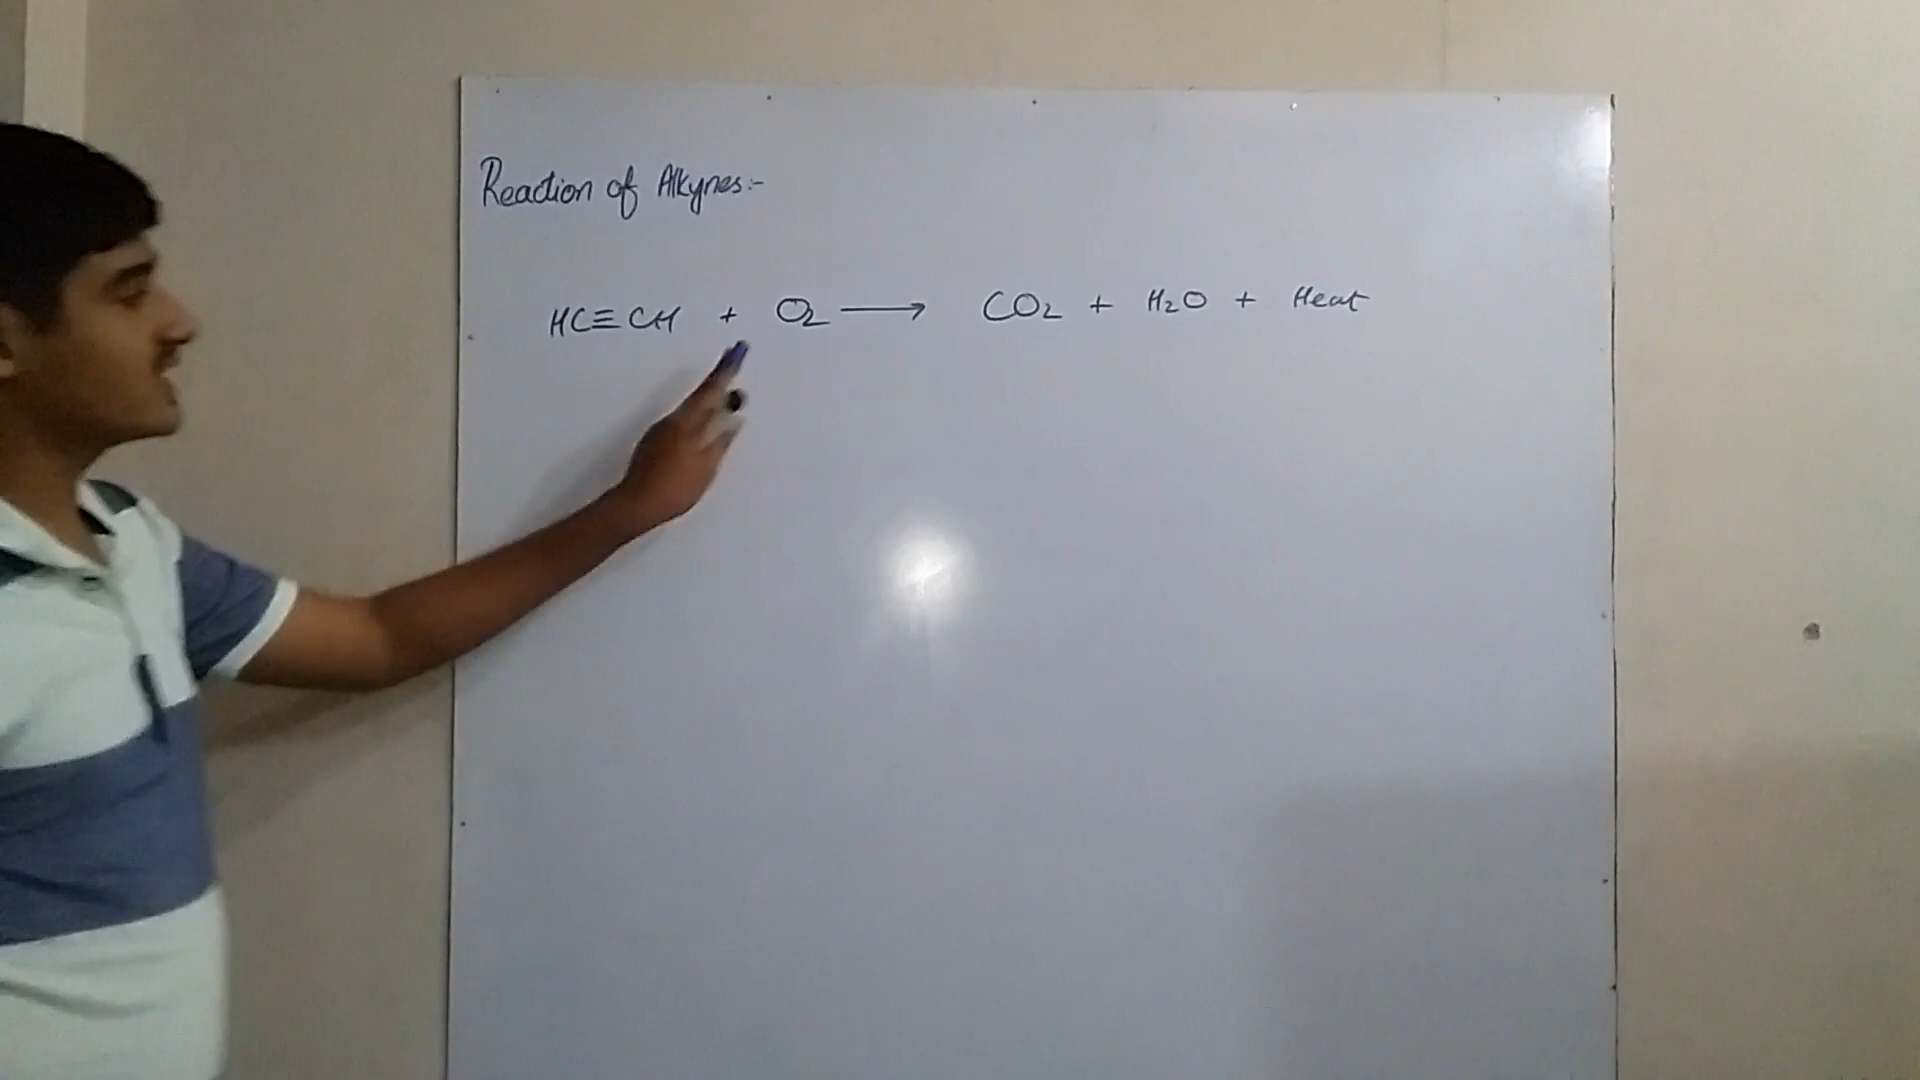 Reaction of Alkynes:-
HC≡CH + O₂ ⟶ CO₂ + H₂O + Heat